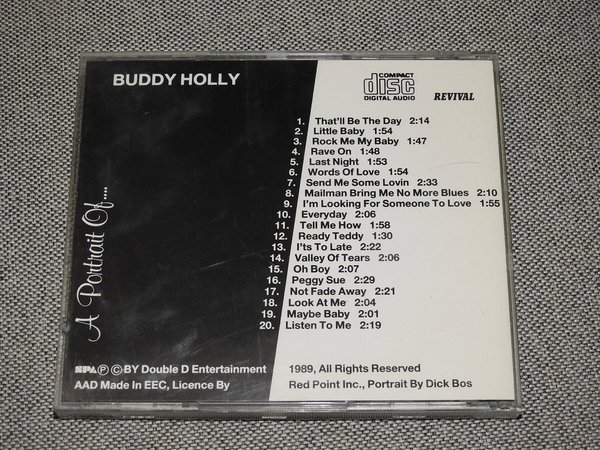 BUDDY HOLLY
COMPACT
disc
DIGITAL AUDIO
REVIVAL
A Portrait Of....
1. That'll Be The Day 2:14
2. Little Baby 1:54
3. Rock Me My Baby 1:47
4. Rave On 1:48
5. Last Night 1:53
6. Words Of Love 1:54
7. Send Me Some Lovin 2:33
8. Mailman Bring Me No More Blues 2:10
9. I'm Looking For Someone To Love 1:55
10. Everyday 2:06
11. Tell Me How 1:58
12. Ready Teddy 1:30
13. I'ts To Late 2:22
14. Valley Of Tears 2:06
15. Oh Boy 2:07
16. Peggy Sue 2:29
17. Not Fade Away 2:21
18. Look At Me 2:04
19. Maybe Baby 2:01
20. Listen To Me 2:19
SPA Ⓟ ©BY Double D Entertainment 1989, All Rights Reserved
AAD Made In EEC, Licence By Red Point Inc., Portrait By Dick Bos